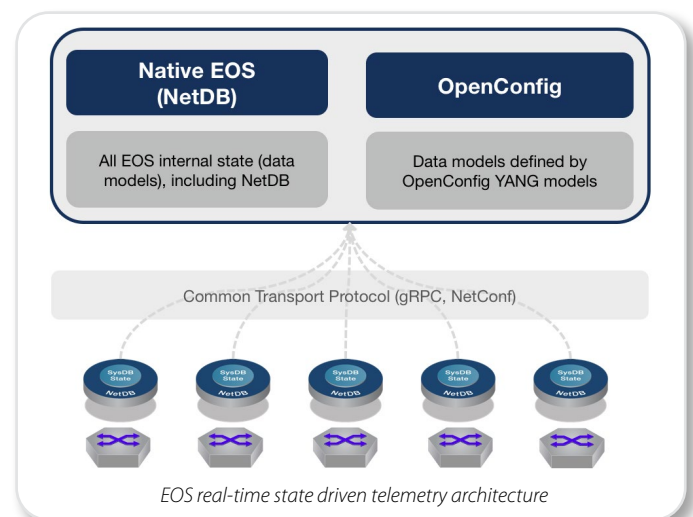 Native EOS
(NetDB)
OpenConfig
All EOS internal state (data
models), including NetDB
Data models defined by
OpenConfig YANG models
Common Transport Protocol (gRPC, NetConf)
SysDB
State
NetDB
SysDB
State
NetDB
SysDB
State
NetDB
SysDB
State
NetDB
SysDB
State
NetDB
EOS real-time state driven telemetry architecture